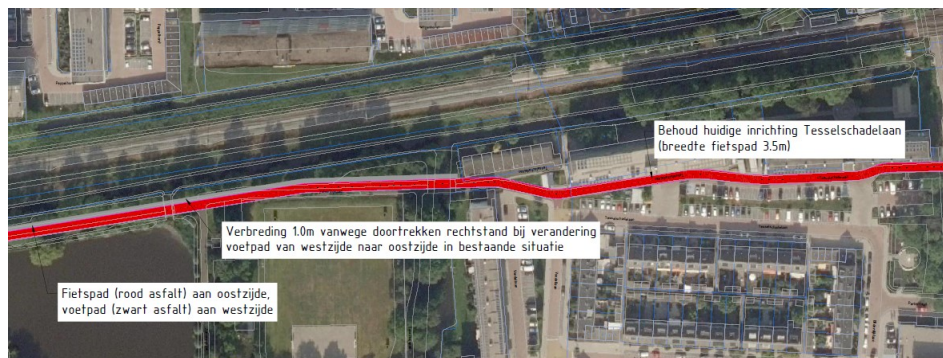 Behoud huidige inrichting Tesselschadelaan
(breedte fietspad 3.5m)
Verbreding 1.0m vanwege doortrekken rechtstand bij verandering
voetpad van westzijde naar oostzijde in bestaande situatie
Fietspad (rood asfalt) aan oostzijde,
voetpad (zwart asfalt) aan westzijde